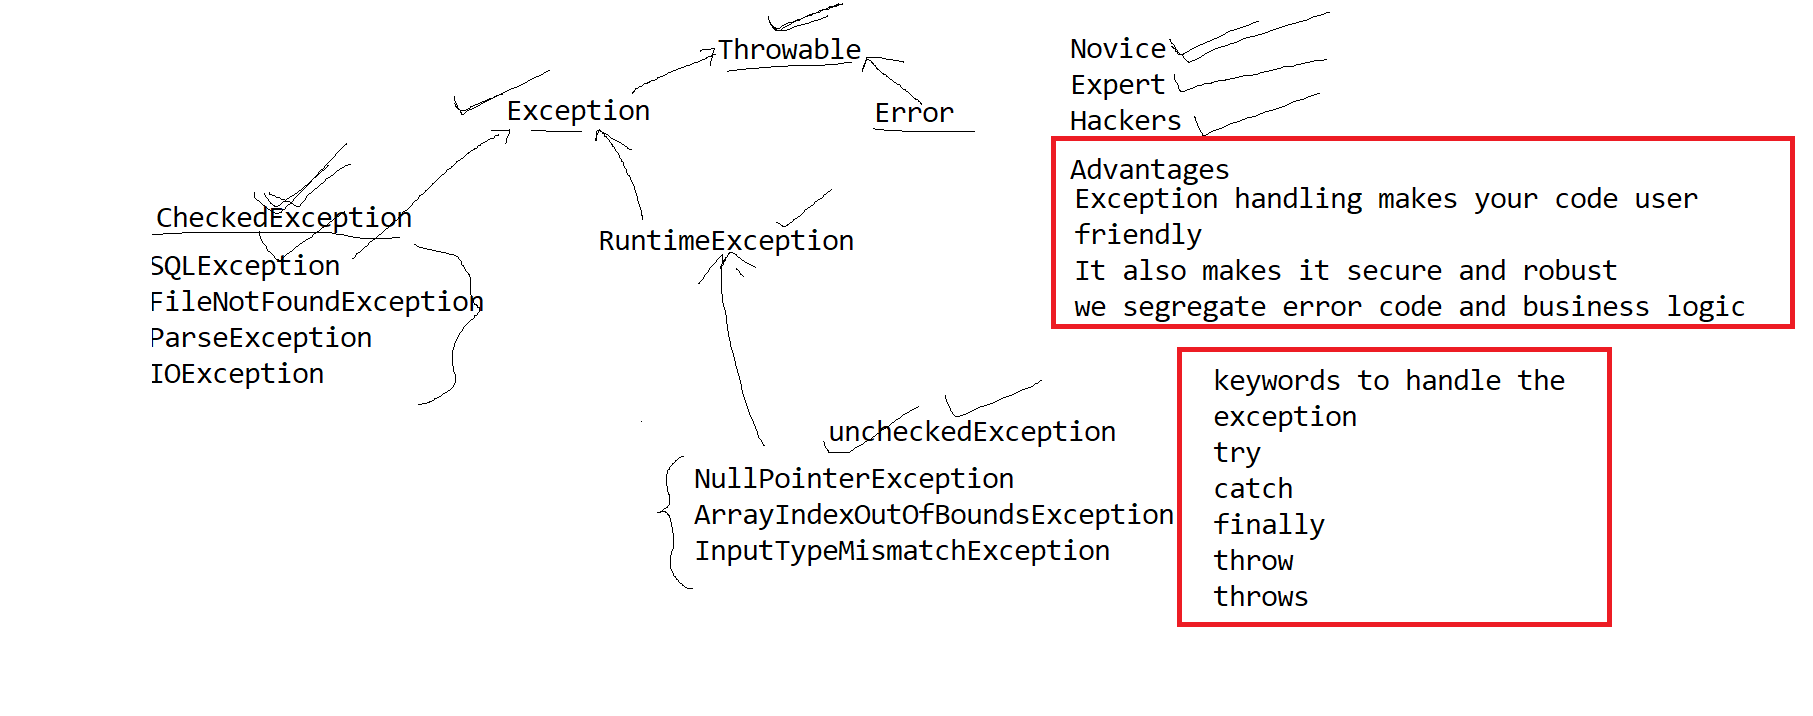 Throwable
Exception
Error
CheckedException
SQLException
FileNotFoundException
ParseException
IOException
RuntimeException
uncheckedException
NullPointerException
ArrayIndexOutOfBoundsException
InputTypeMismatchException
Novice
Expert
Hackers
Advantages
Exception handling makes your code user
friendly
It also makes it secure and robust
we segregate error code and business logic
keywords to handle the
exception
try
catch
finally
throw
throws